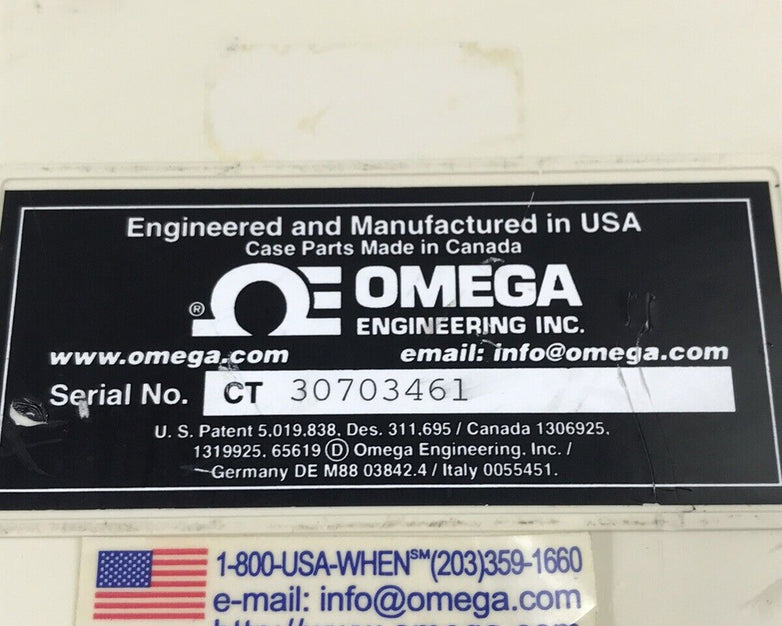 Engineered and Manufactured in USA
Case Parts Made in Canada
® ΩE OMEGA
ENGINEERING INC.
www.omega.com email: info@omega.com
Serial No. CT 30703461
U. S. Patent 5,019,838, Des. 311,695 / Canada 1306925,
1319925, 65619 Ⓓ Omega Engineering, Inc. /
Germany DE M88 03842.4 / Italy 0055451.
1-800-USA-WHEN℠ (203)359-1660
e-mail: info@omega.com